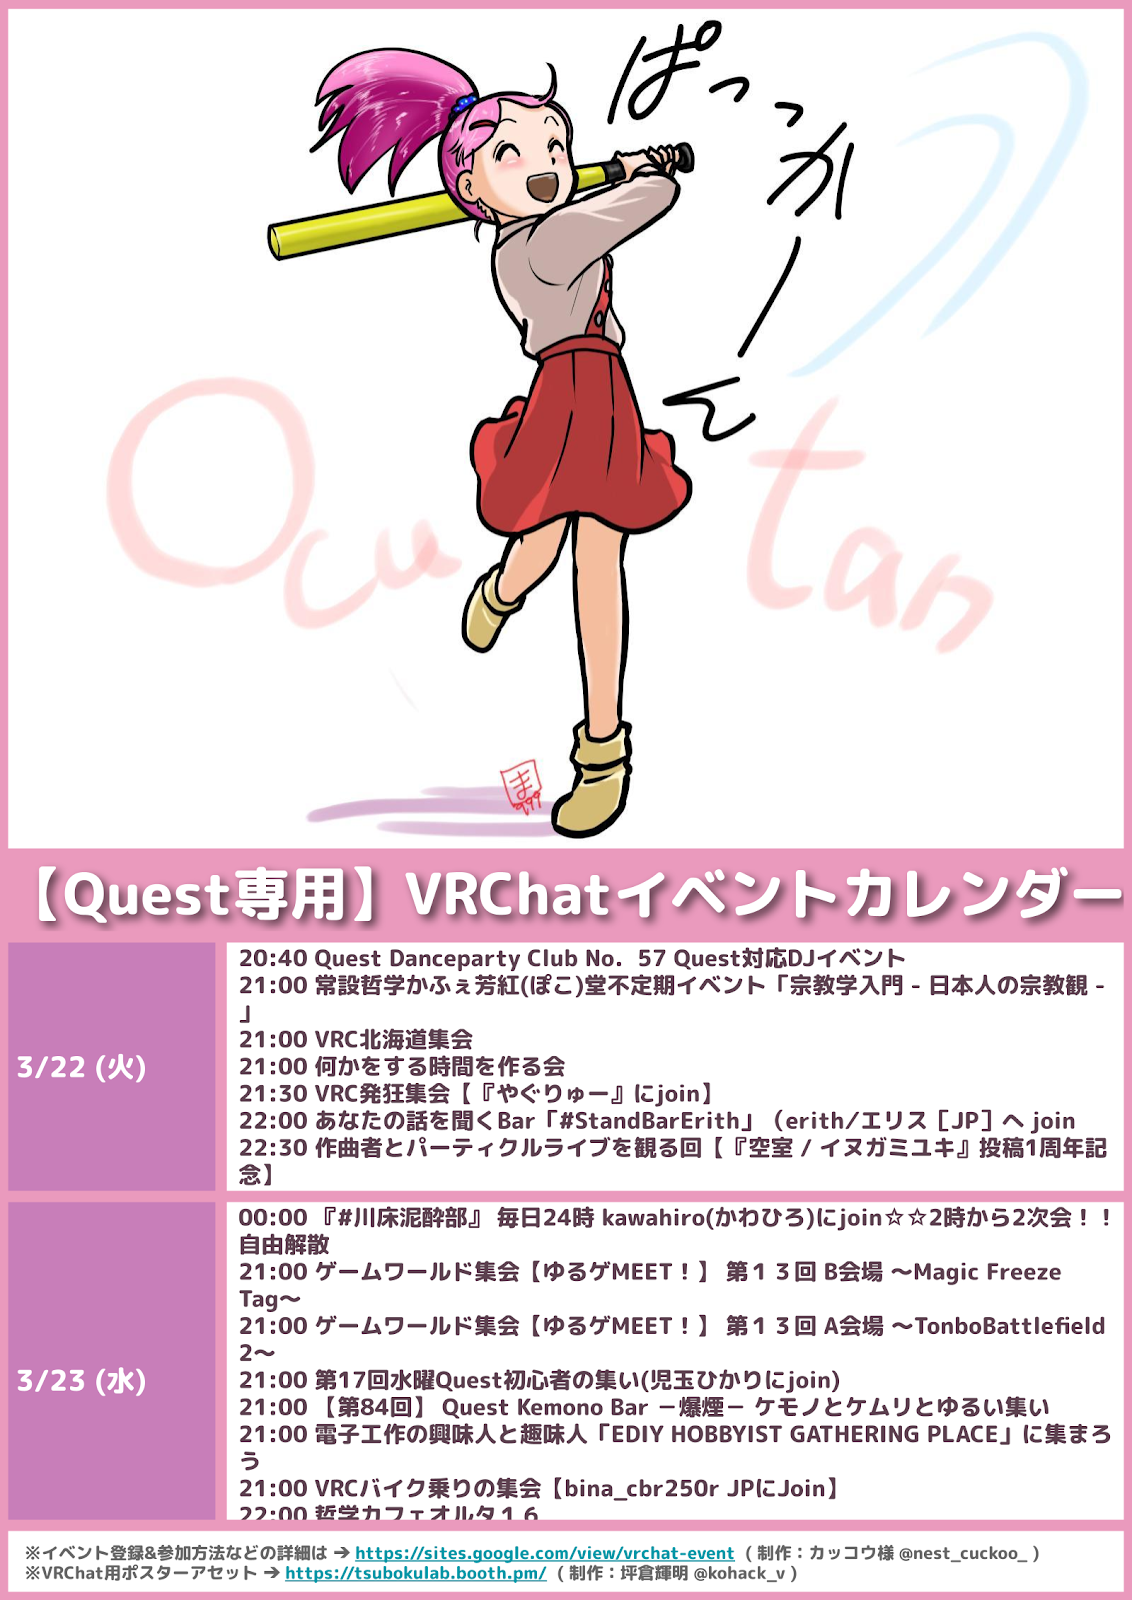 ぱっっかーん
Ocu tan
ま
999
【Quest専用】VRChatイベントカレンダー
3/22 (火)
20:40 Quest Danceparty Club No．57 Quest対応DJイベント
21:00 常設哲学かふぇ芳紅(ぽこ)堂不定期イベント「宗教学入門 - 日本人の宗教観 -
」
21:00 VRC北海道集会
21:00 何かをする時間を作る会
21:30 VRC発狂集会【『やぐりゅー』にjoin】
22:00 あなたの話を聞くBar「#StandBarErith」（erith/エリス［JP］へ join
22:30 作曲者とパーティクルライブを観る回【『空室 / イヌガミユキ』投稿1周年記
念】
3/23 (水)
00:00 『#川床泥酔部』 毎日24時 kawahiro(かわひろ)にjoin☆☆2時から2次会！！
自由解散
21:00 ゲームワールド集会【ゆるゲMEET！】 第１３回 B会場 〜Magic Freeze
Tag〜
21:00 ゲームワールド集会【ゆるゲMEET！】 第１３回 A会場 〜TonboBattlefield
2〜
21:00 第17回水曜Quest初心者の集い(児玉ひかりにjoin)
21:00 【第84回】 Quest Kemono Bar －爆煙－ ケモノとケムリとゆるい集い
21:00 電子工作の興味人と趣味人「EDIY HOBBYIST GATHERING PLACE」に集まろ
う
21:00 VRCバイク乗りの集会【bina_cbr250r JPにJoin】
22:00 哲学カフェオルタ１６
※イベント登録&参加方法などの詳細は ➔ https://sites.google.com/view/vrchat-event （ 制作：カッコウ様 @nest_cuckoo_ ）
※VRChat用ポスターアセット ➔ https://tsubokulab.booth.pm/ （ 制作：坪倉輝明 @kohack_v ）